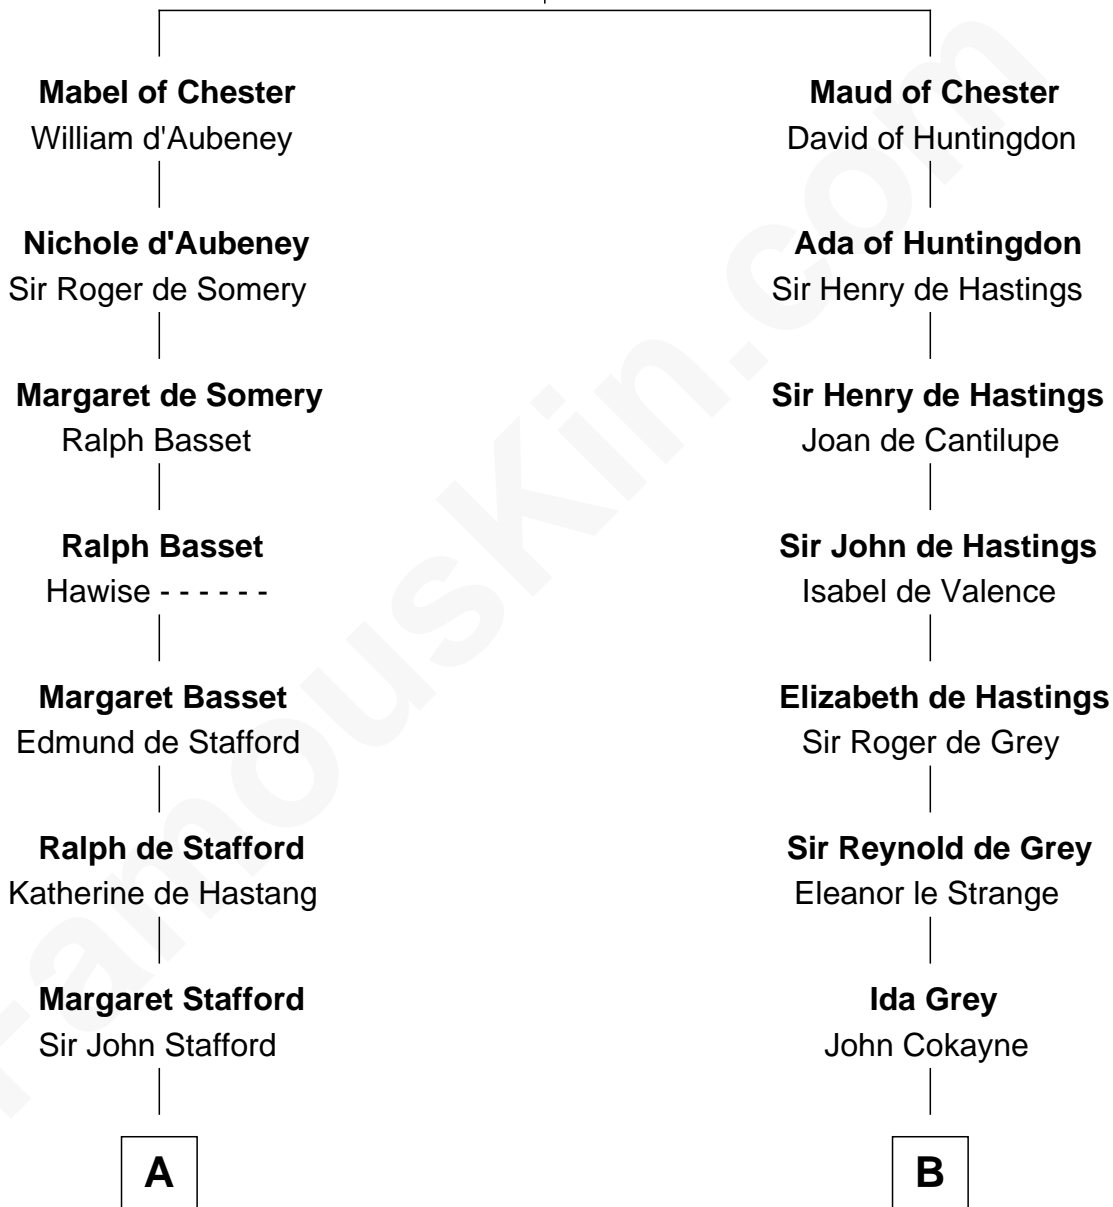 Mabel of Chester
William d'Aubeney
Nichole d'Aubeney
Sir Roger de Somery
Margaret de Somery
Ralph Basset
Ralph Basset
Hawise - - - - - -
Margaret Basset
Edmund de Stafford
Ralph de Stafford
Katherine de Hastang
Margaret Stafford
Sir John Stafford
A
Maud of Chester
David of Huntingdon
Ada of Huntingdon
Sir Henry de Hastings
Sir Henry de Hastings
Joan de Cantilupe
Sir John de Hastings
Isabel de Valence
Elizabeth de Hastings
Sir Roger de Grey
Sir Reynold de Grey
Eleanor le Strange
Ida Grey
John Cokayne
B
FamousKin.com